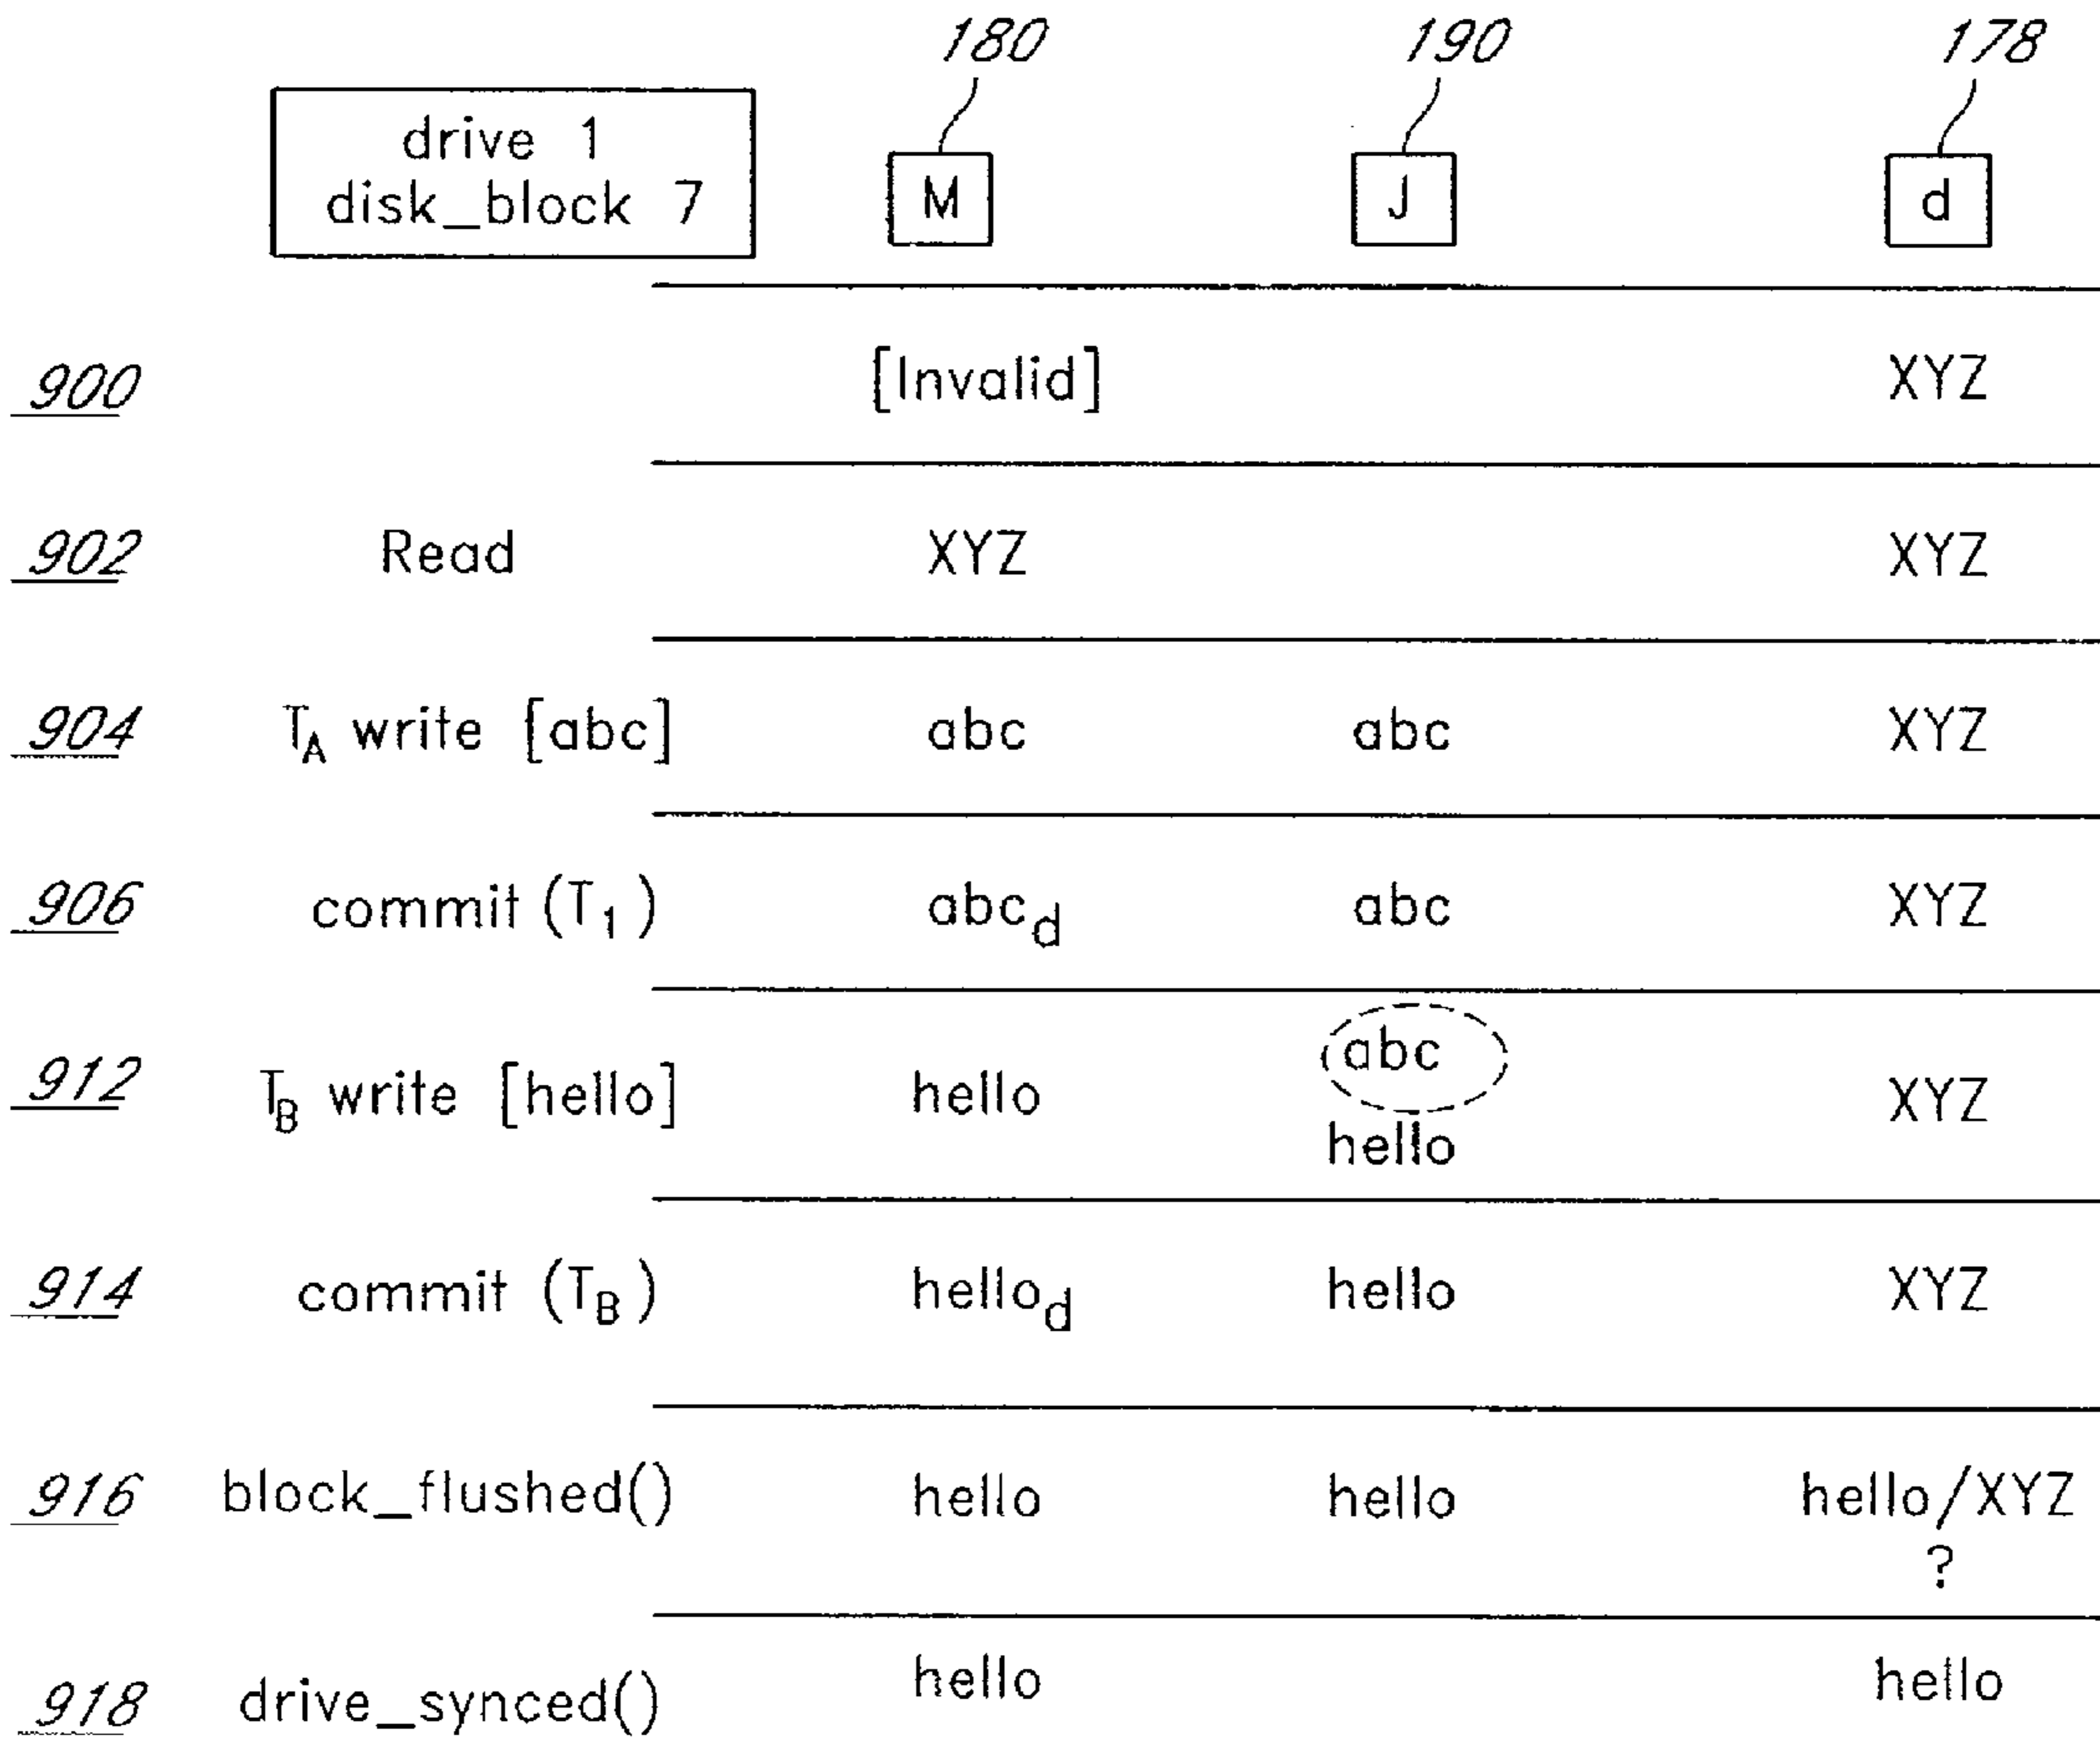 180 190 178
drive 1
disk_block 7
M J d
900 [Invalid] XYZ
902 Read XYZ XYZ
904 TA write [abc] abc abc XYZ
906 commit (T1) abcd abc XYZ
abc
912 TB write [hello] hello XYZ
hello
914 commit (TB) hellod hello XYZ
916 block_flushed() hello hello hello/XYZ
?
918 drive_synced() hello hello